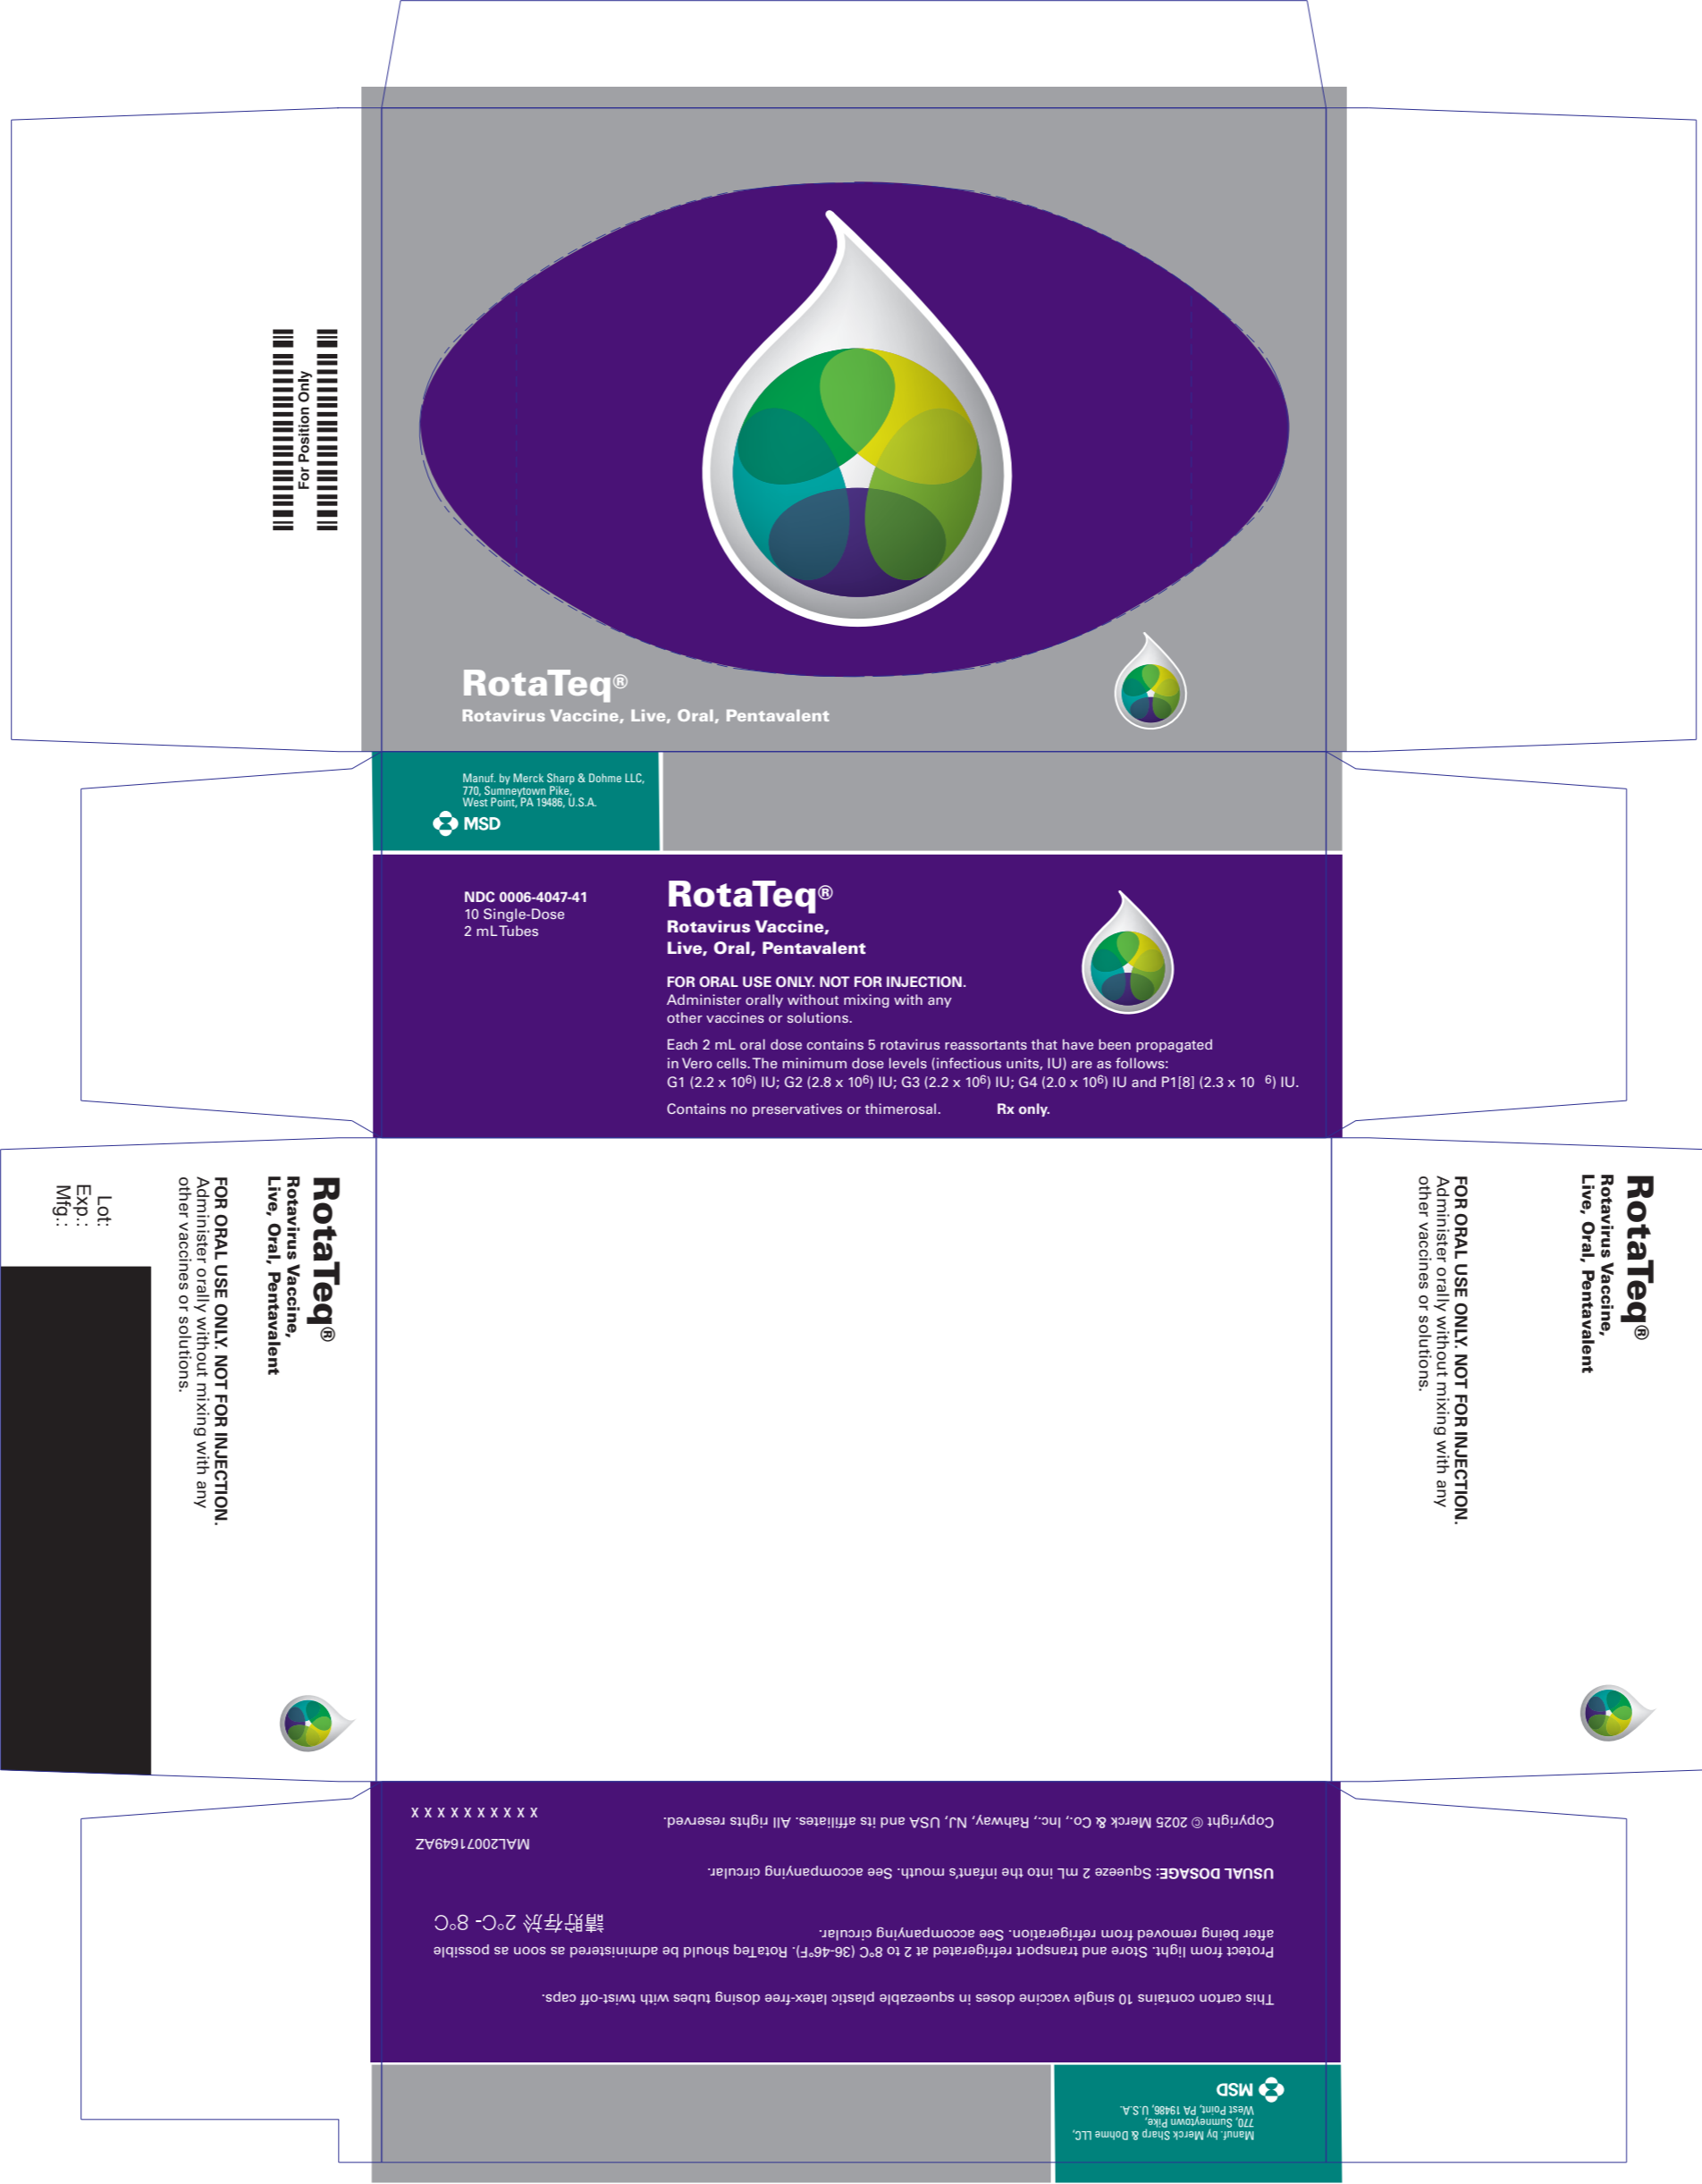 For Position Only
RotaTeq®
Rotavirus Vaccine, Live, Oral, Pentavalent
Manuf. by Merck Sharp & Dohme LLC,
770, Sumneytown Pike,
West Point, PA 19486, U.S.A.
MSD
NDC 0006-4047-41
10 Single-Dose
2 mL Tubes
RotaTeq®
Rotavirus Vaccine,
Live, Oral, Pentavalent
FOR ORAL USE ONLY. NOT FOR INJECTION.
Administer orally without mixing with any
other vaccines or solutions.
Each 2 mL oral dose contains 5 rotavirus reassortants that have been propagated
in Vero cells. The minimum dose levels (infectious units, IU) are as follows:
G1 (2.2 x 10⁶) IU; G2 (2.8 x 10⁶) IU; G3 (2.2 x 10⁶) IU; G4 (2.0 x 10⁶) IU and P1[8] (2.3 x 10 ⁶) IU.
Contains no preservatives or thimerosal. Rx only.
RotaTeq®
Rotavirus Vaccine,
Live, Oral, Pentavalent
FOR ORAL USE ONLY. NOT FOR INJECTION.
Administer orally without mixing with any
other vaccines or solutions.
Lot:
Exp.:
Mfg.:
RotaTeq®
Rotavirus Vaccine,
Live, Oral, Pentavalent
FOR ORAL USE ONLY. NOT FOR INJECTION.
Administer orally without mixing with any
other vaccines or solutions.
Manuf. by Merck Sharp & Dohme LLC,
770, Sumneytown Pike,
West Point, PA 19486, U.S.A.
MSD
This carton contains 10 single vaccine doses in squeezable plastic latex-free dosing tubes with twist-off caps.
Protect from light. Store and transport refrigerated at 2 to 8°C (36-46°F). RotaTeq should be administered as soon as possible
after being removed from refrigeration. See accompanying circular.
請貯存於 2°C- 8°C
USUAL DOSAGE: Squeeze 2 mL into the infant's mouth. See accompanying circular.
MAL20071649AZ
Copyright © 2025 Merck & Co., Inc., Rahway, NJ, USA and its affiliates. All rights reserved.
X X X X X X X X X X